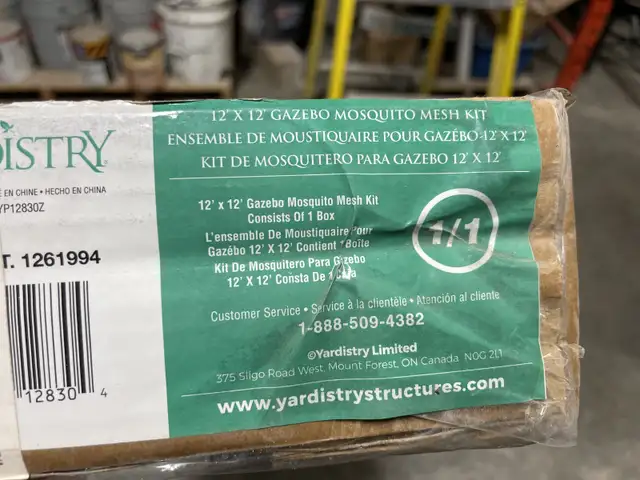 12' X 12' GAZEBO MOSQUITO MESH KIT
ENSEMBLE DE MOUSTIQUAIRE POUR GAZÉBO 12' X 12'
KIT DE MOSQUITERO PARA GAZEBO 12' X 12'
DISTRY
EN CHINE • HECHO EN CHINA
YP12830Z
T. 1261994
12830 4
12' x 12' Gazebo Mosquito Mesh Kit
Consists Of 1 Box
L'ensemble De Moustiquaire Pour
Gazébo 12' X 12' Contient 1 Boîte
Kit De Mosquitero Para Gazebo
12' X 12' Consta De 1
1/1
Customer Service • Service à la clientèle • Atención al cliente
1-888-509-4382
©Yardistry Limited
375 Sligo Road West, Mount Forest, ON Canada N0G 2L1
www.yardistrystructures.com